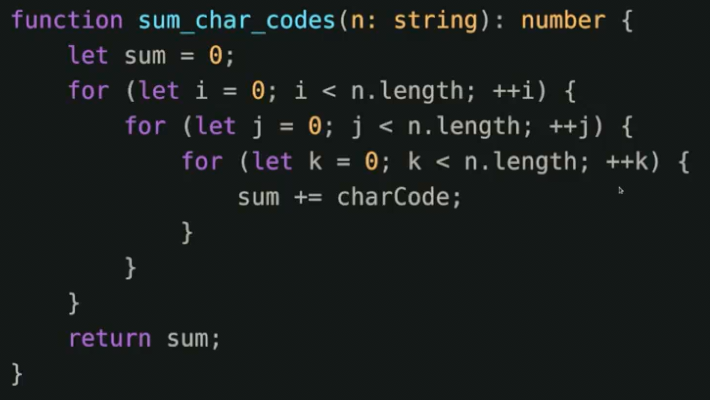 function sum_char_codes(n: string): number {
    let sum = 0;
    for (let i = 0; i < n.length; ++i) {
        for (let j = 0; j < n.length; ++j) {
            for (let k = 0; k < n.length; ++k) {
                sum += charCode;
            }
        }
    }
    return sum;
}